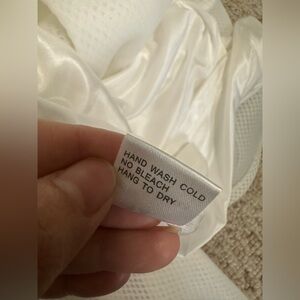 HAND WASH COLD
NO BLEACH
HANG TO DRY